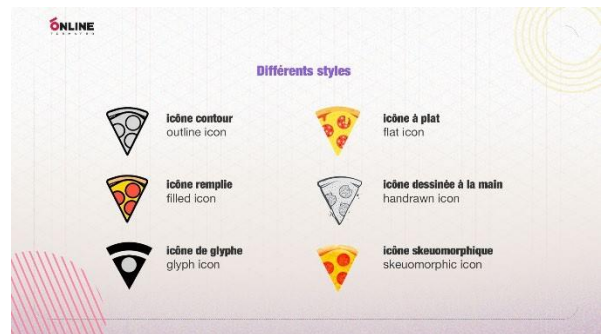 ONLINE
Différents styles
icône contour
outline icon
icône remplie
filled icon
icône de glyphe
glyph icon
icône à plat
flat icon
icône dessinée à la main
handrawn icon
icône skeuomorphique
skeuomorphic icon